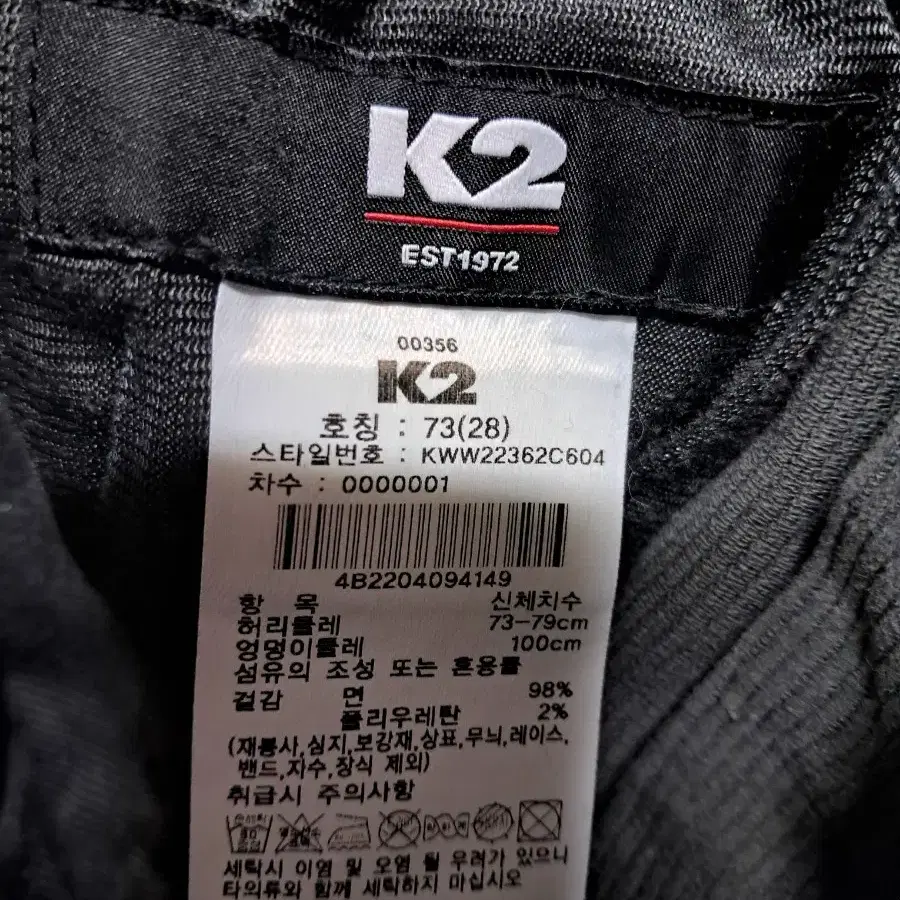 K2
EST1972
00356
K2
호칭 : 73(28)
스타일번호 : KWW22362C604
차수 : 0000001
4B2204094149
항 목 신체치수
허리둘레 73-79cm
엉덩이둘레 100cm
섬유의 조성 또는 혼용률
겉감 면 98%
폴리우레탄 2%
(재봉사,심지,보강재,상표,무늬,레이스,
밴드,자수,장식 제외)
취급시 주의사항
세탁시 이염 및 오염 될 우려가 있으니
타의류와 함께 세탁하지 마십시오